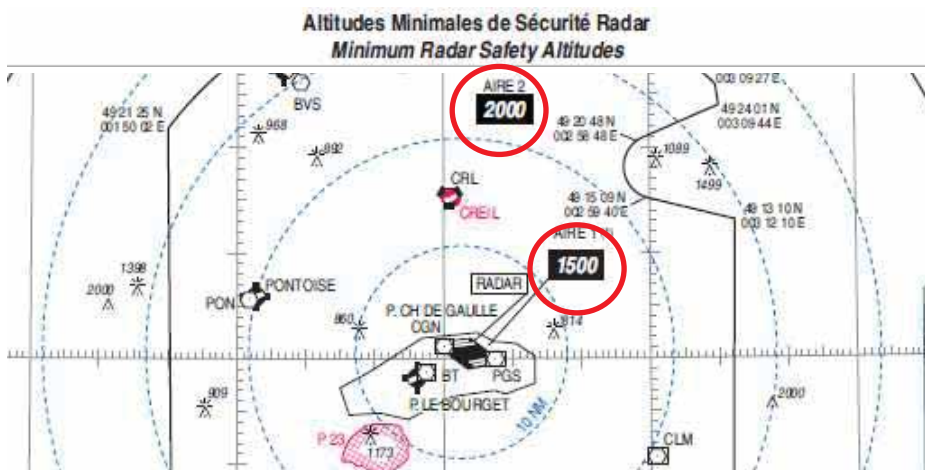 Altitudes Minimales de Sécurité Radar
Minimum Radar Safety Altitudes
003 09 27 E
AIRE 2
2000
BVS
49 21 25 N
001 50 02 E
968
892
49 20 48 N
002 58 48 E
49 24 01 N
003 09 44 E
1089
1499
CRL
CREIL
49 15 09 N
002 59 40 E
49 13 10 N
003 12 10 E
AIRE 1
1500
1398
2000
PON
PONTOISE
RADAR
P. CH DE GAULLE
CGN
860
814
BT
PGS
P. LE BOURGET
909
10 NM
2000
P 23
1173
CLM